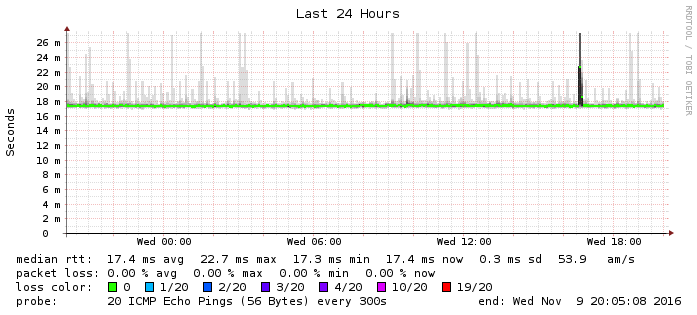 Last 24 Hours
RRDTOOL / TOBI OETIKER
Seconds
26 m
24 m
22 m
20 m
18 m
16 m
14 m
12 m
10 m
8 m
6 m
4 m
2 m
0
Wed 00:00 Wed 06:00 Wed 12:00 Wed 18:00
median rtt: 17.4 ms avg 22.7 ms max 17.3 ms min 17.4 ms now 0.3 ms sd 53.9 am/s
packet loss: 0.00 % avg 0.00 % max 0.00 % min 0.00 % now
loss color: 0 1/20 2/20 3/20 4/20 10/20 19/20
probe: 20 ICMP Echo Pings (56 Bytes) every 300s end: Wed Nov 9 20:05:08 2016